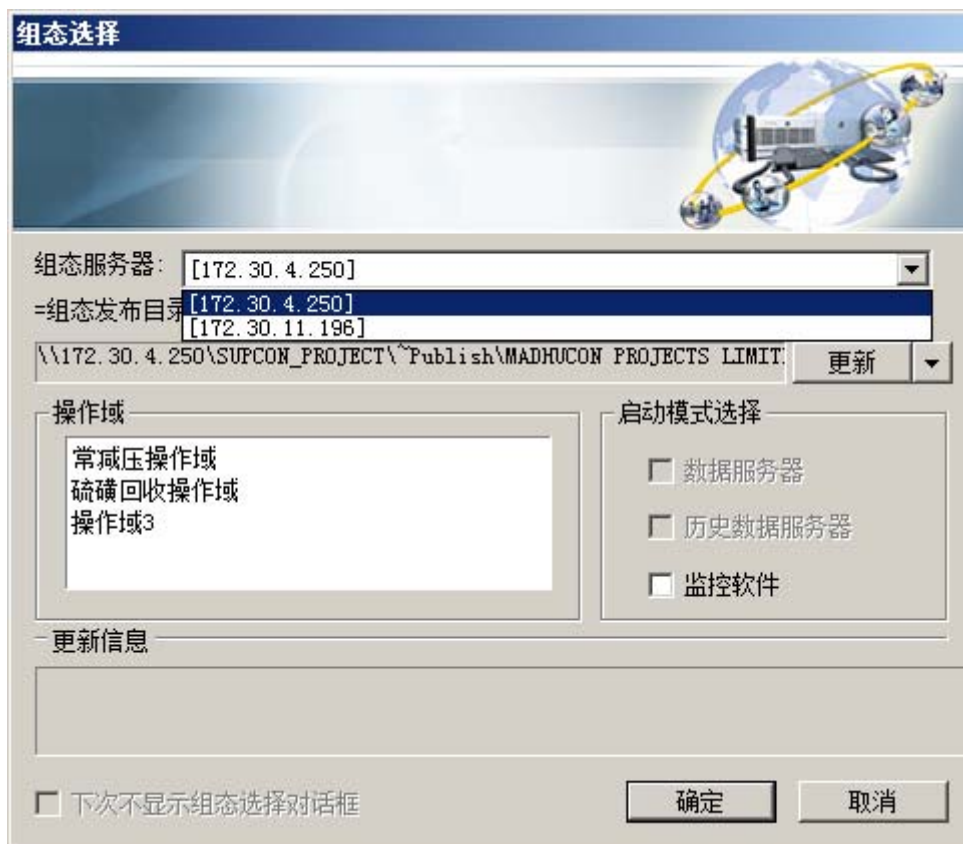 组态选择
组态服务器:
[172.30.4.250]
[172.30.4.250]
[172.30.11.196]
=组态发布目录
\\172.30.4.250\SUPCON_PROJECT\~Publish\MADHUCON PROJECTS LIMIT
更新
操作域
常减压操作域
硫磺回收操作域
操作域3
启动模式选择
数据服务器
历史数据服务器
监控软件
更新信息
下次不显示组态选择对话框
确定
取消